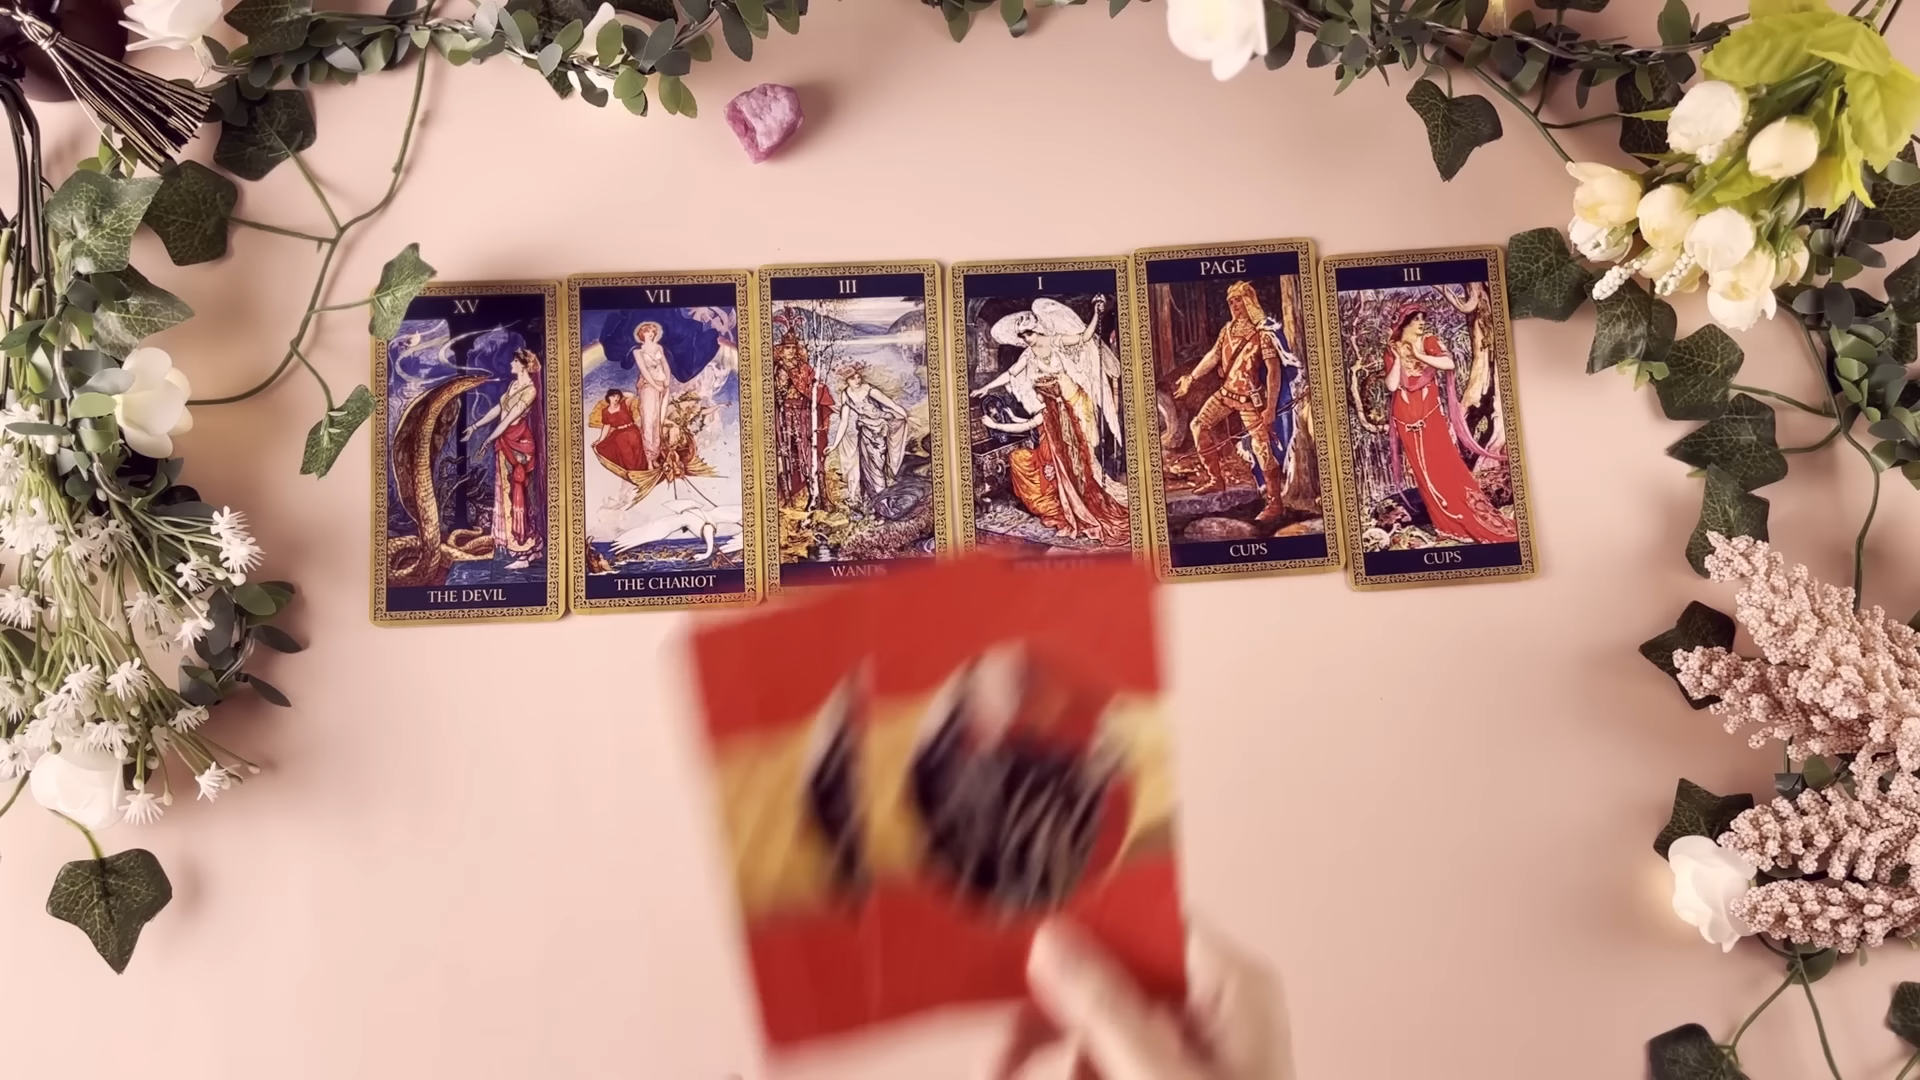 XV
THE DEVIL
VII
THE CHARIOT
III
WANDS
I
PAGE
CUPS
III
CUPS